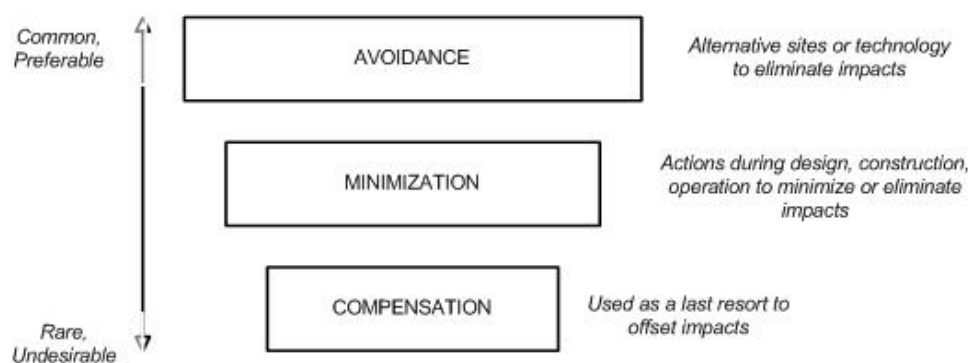 Common,
Preferable
AVOIDANCE
Alternative sites or technology
to eliminate impacts
MINIMIZATION
Actions during design, construction,
operation to minimize or eliminate
impacts
COMPENSATION
Used as a last resort to
offset impacts
Rare,
Undesirable